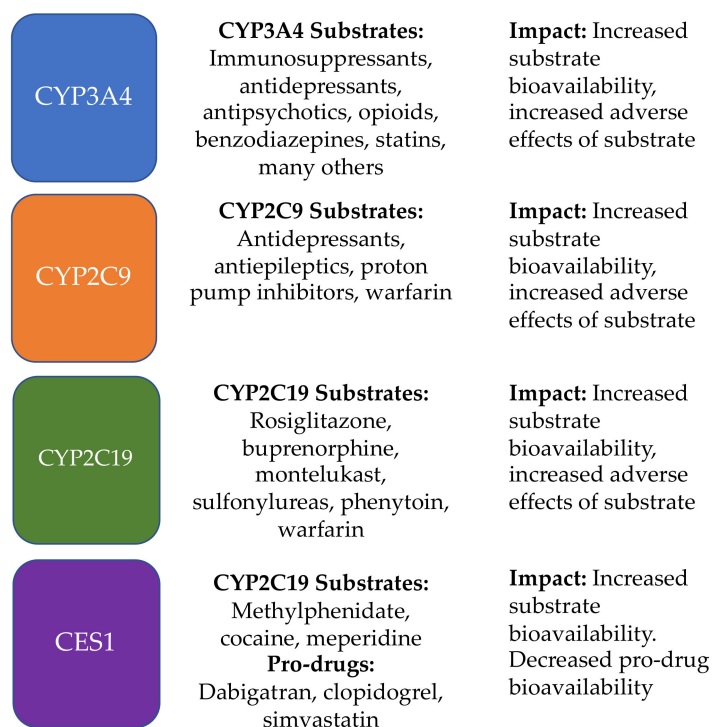 CYP3A4
CYP3A4 Substrates:
Immunosuppressants,
antidepressants,
antipsychotics, opioids,
benzodiazepines, statins,
many others
Impact: Increased
substrate
bioavailability,
increased adverse
effects of substrate
CYP2C9
CYP2C9 Substrates:
Antidepressants,
antiepileptics, proton
pump inhibitors, warfarin
Impact: Increased
substrate
bioavailability,
increased adverse
effects of substrate
CYP2C19
CYP2C19 Substrates:
Rosiglitazone,
buprenorphine,
montelukast,
sulfonylureas, phenytoin,
warfarin
Impact: Increased
substrate
bioavailability,
increased adverse
effects of substrate
CES1
CYP2C19 Substrates:
Methylphenidate,
cocaine, meperidine
Pro-drugs:
Dabigatran, clopidogrel,
simvastatin
Impact: Increased
substrate
bioavailability.
Decreased pro-drug
bioavailability